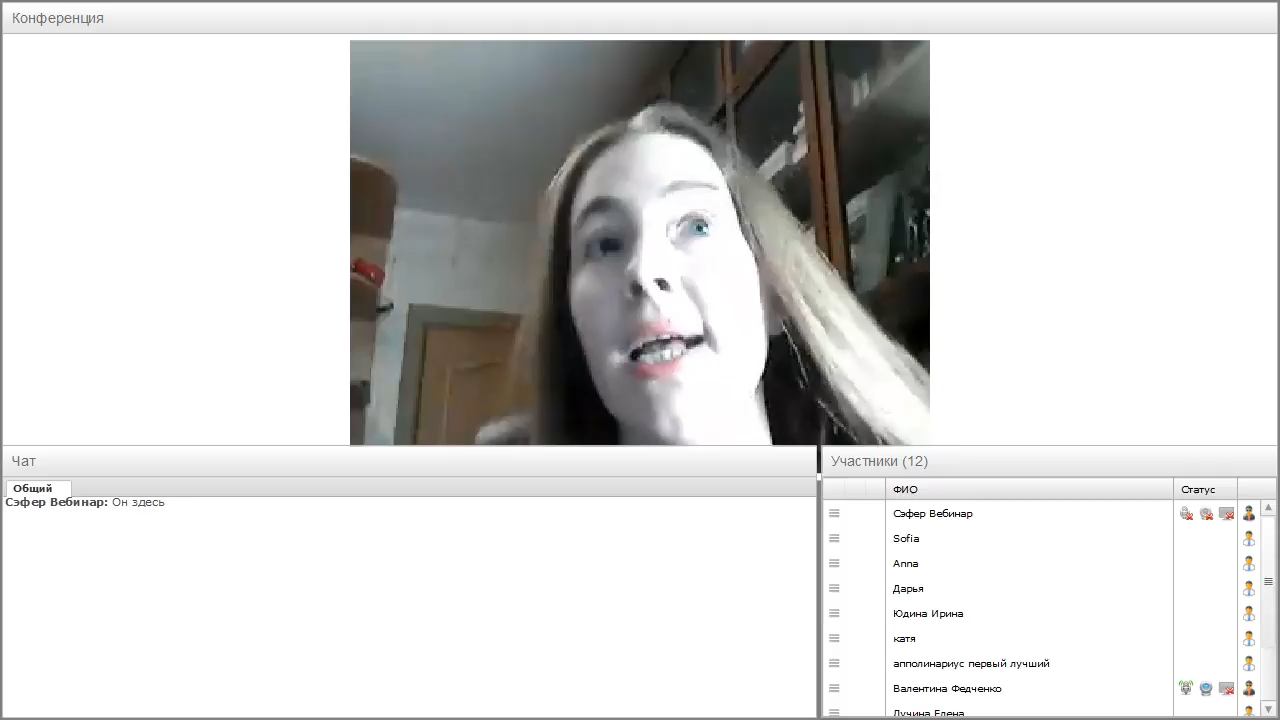 Конференция
Чат
Общий
Сэфер Вебинар: Он здесь
Участники (12)
ФИО Статус
Сэфер Вебинар
Sofia
Anna
Дарья
Юдина Ирина
катя
апполинариус первый лучший
Валентина Федченко
Лучина Елена